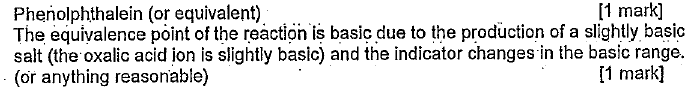 Phenolphthalein (or equivalent) [1 mark]
The equivalence point of the reaction is basic due to the production of a slightly basic
salt (the oxalic acid ion is slightly basic) and the indicator changes in the basic range.
(or anything reasonable) [1 mark]